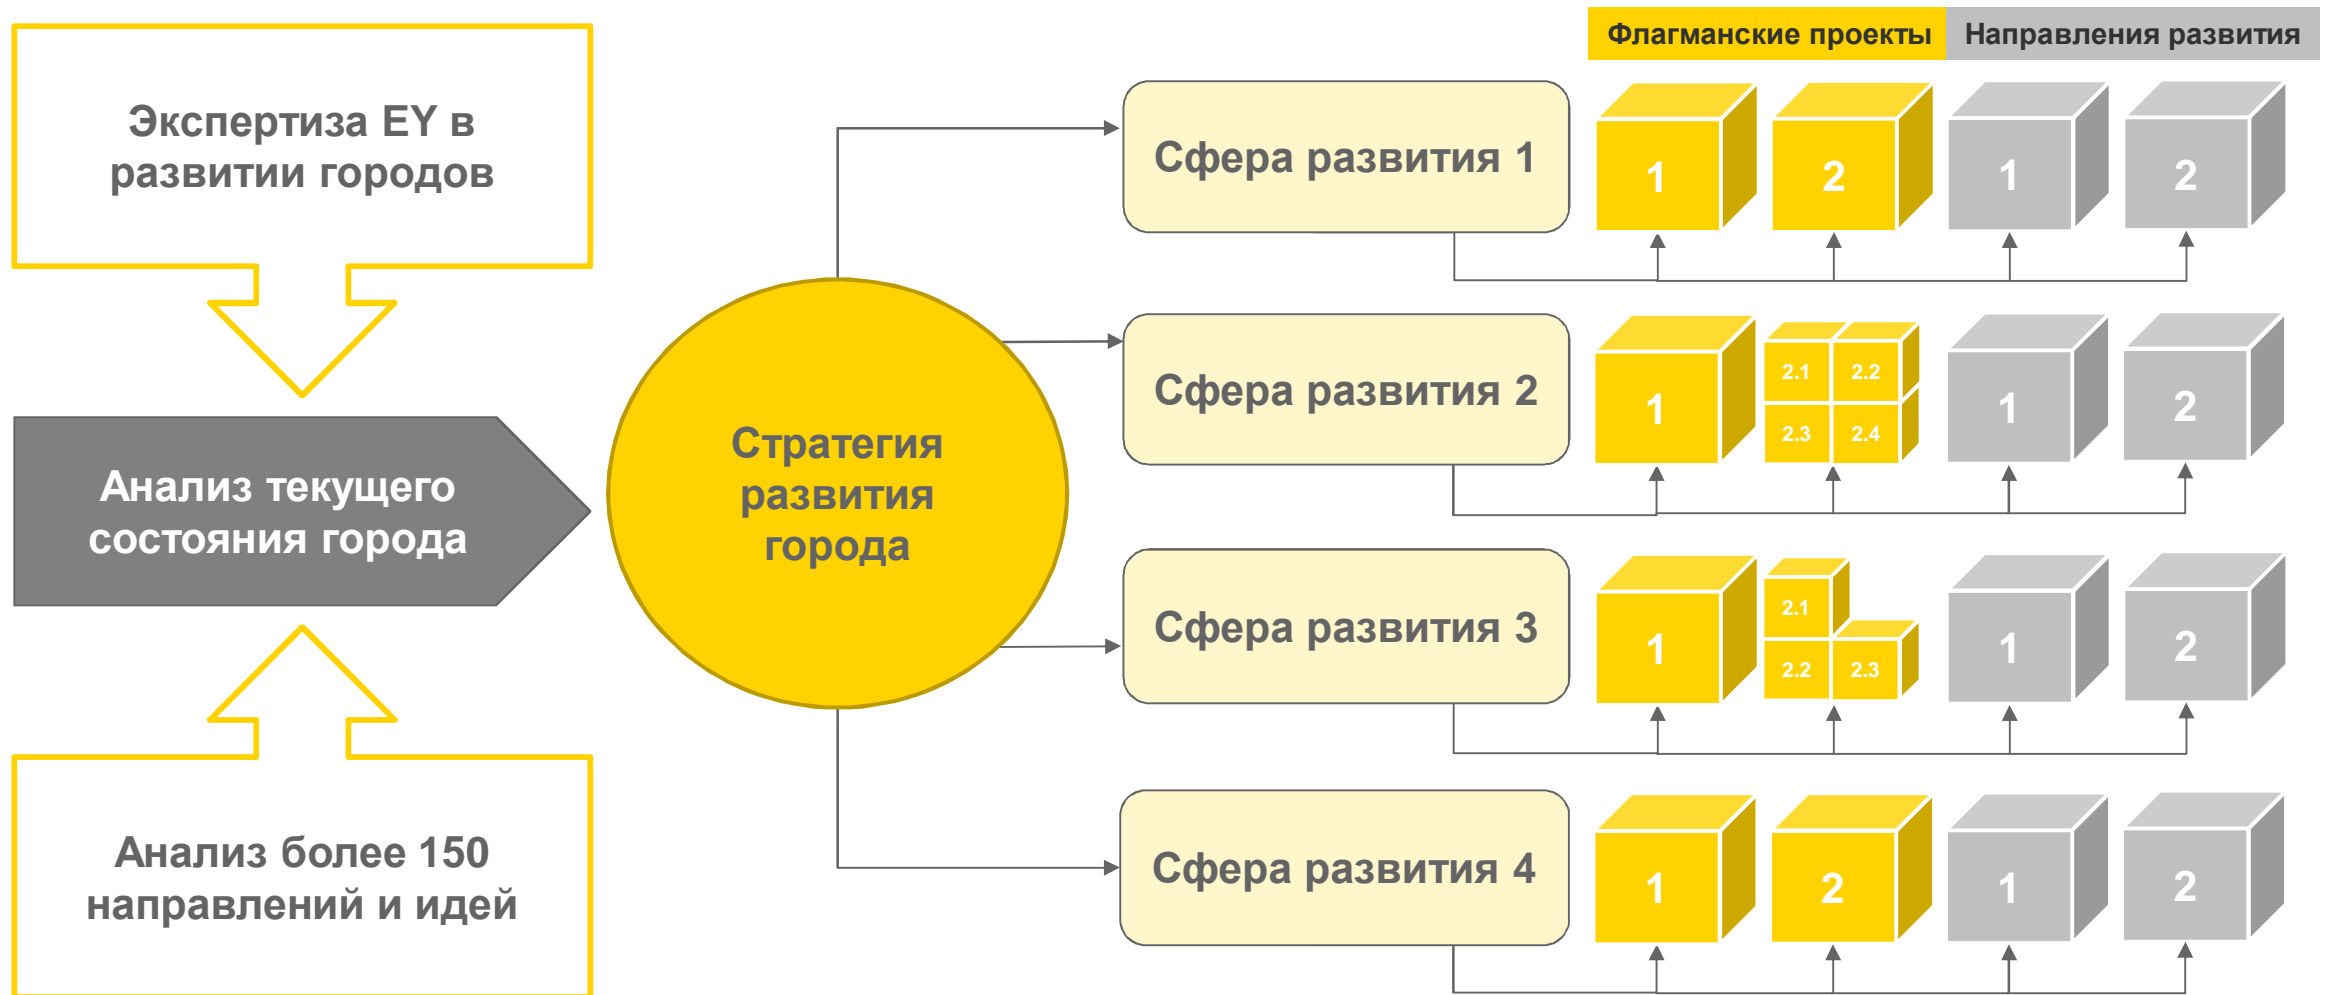 Флагманские проекты
Направления развития
Экспертиза EY в
развитии городов
Анализ текущего
состояния города
Анализ более 150
направлений и идей
Стратегия
развития
города
Сфера развития 1
1
2
1
2
Сфера развития 2
1
2.1
2.2
2.3
2.4
1
2
Сфера развития 3
1
2.1
2.2
2.3
1
2
Сфера развития 4
1
2
1
2